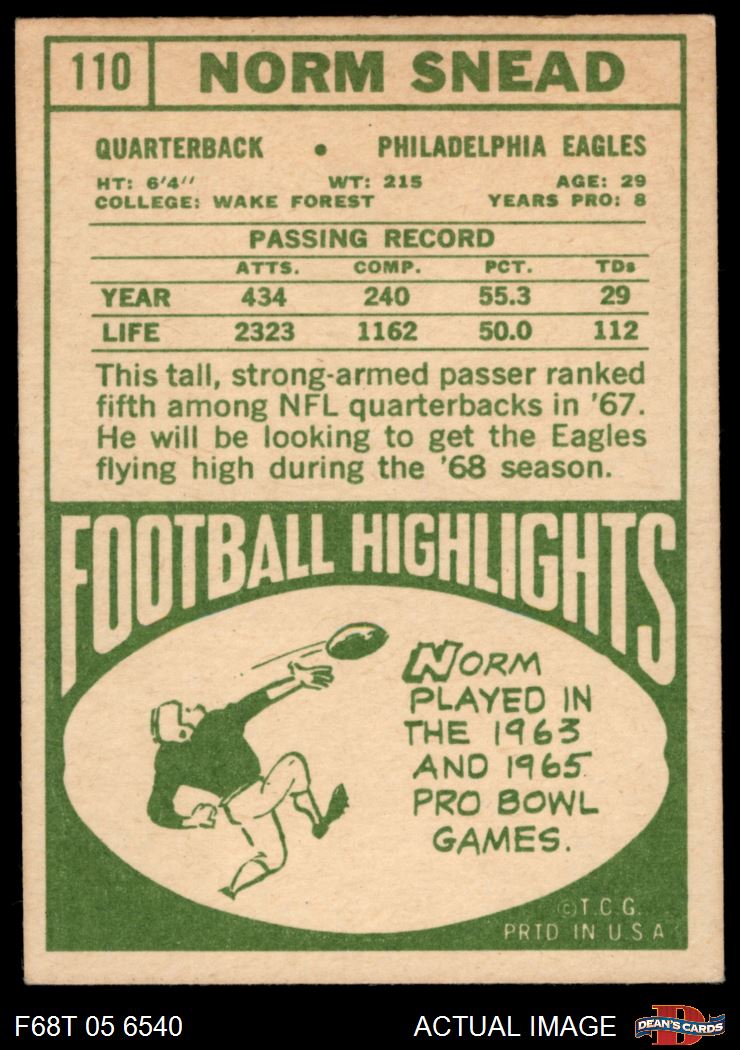 110 NORM SNEAD
QUARTERBACK • PHILADELPHIA EAGLES
HT: 6'4'' WT: 215 AGE: 29
COLLEGE: WAKE FOREST YEARS PRO: 8
PASSING RECORD
ATTS. COMP. PCT. TDs
YEAR 434 240 55.3 29
LIFE 2323 1162 50.0 112
This tall, strong-armed passer ranked
fifth among NFL quarterbacks in '67.
He will be looking to get the Eagles
flying high during the '68 season.
FOOTBALL HIGHLIGHTS
NORM
PLAYED IN
THE 1963
AND 1965
PRO BOWL
GAMES.
©T.C.G.
PRTD IN U.S.A
F68T 05 6540 ACTUAL IMAGE D DEAN'S CARDS